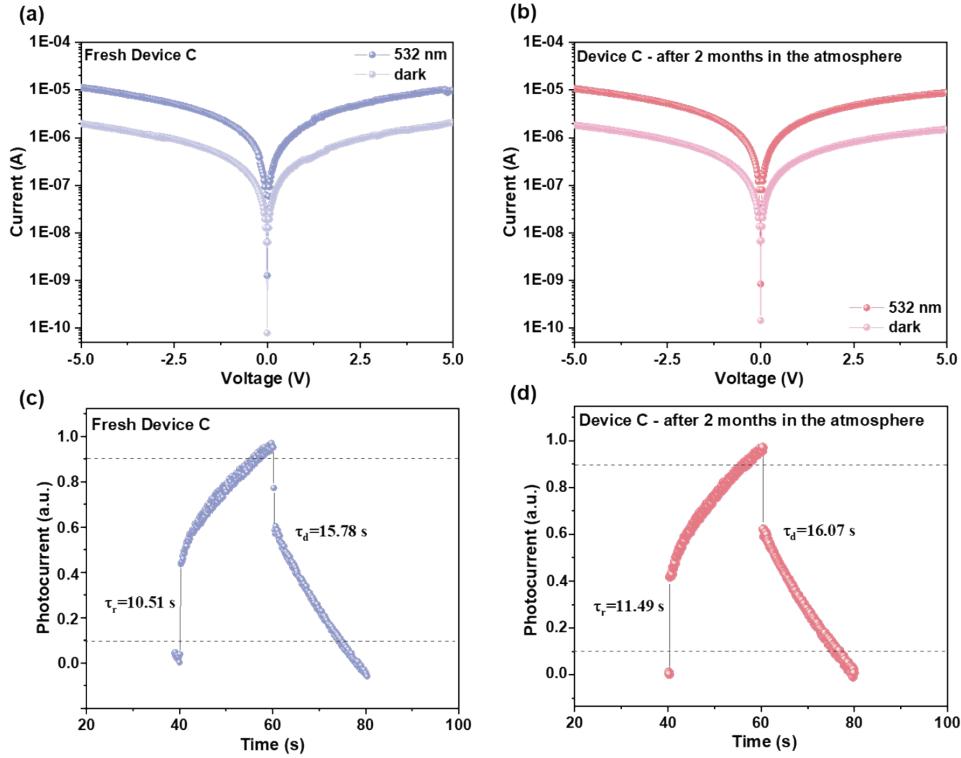 (a)
Fresh Device C
532 nm
dark
1E-04
1E-05
1E-06
1E-07
1E-08
1E-09
1E-10
Current (A)
-5.0
-2.5
0.0
2.5
5.0
Voltage (V)
(b)
Device C - after 2 months in the atmosphere
1E-04
1E-05
1E-06
1E-07
1E-08
1E-09
1E-10
Current (A)
532 nm
dark
-5.0
-2.5
0.0
2.5
5.0
Voltage (V)
(c)
Fresh Device C
1.0
0.8
0.6
0.4
0.2
0.0
Photocurrent (a.u.)
τd=15.78 s
τr=10.51 s
20
40
60
80
100
Time (s)
(d)
Device C - after 2 months in the atmosphere
1.0
0.8
0.6
0.4
0.2
0.0
Photocurrent (a.u.)
τd=16.07 s
τr=11.49 s
20
40
60
80
100
Time (s)